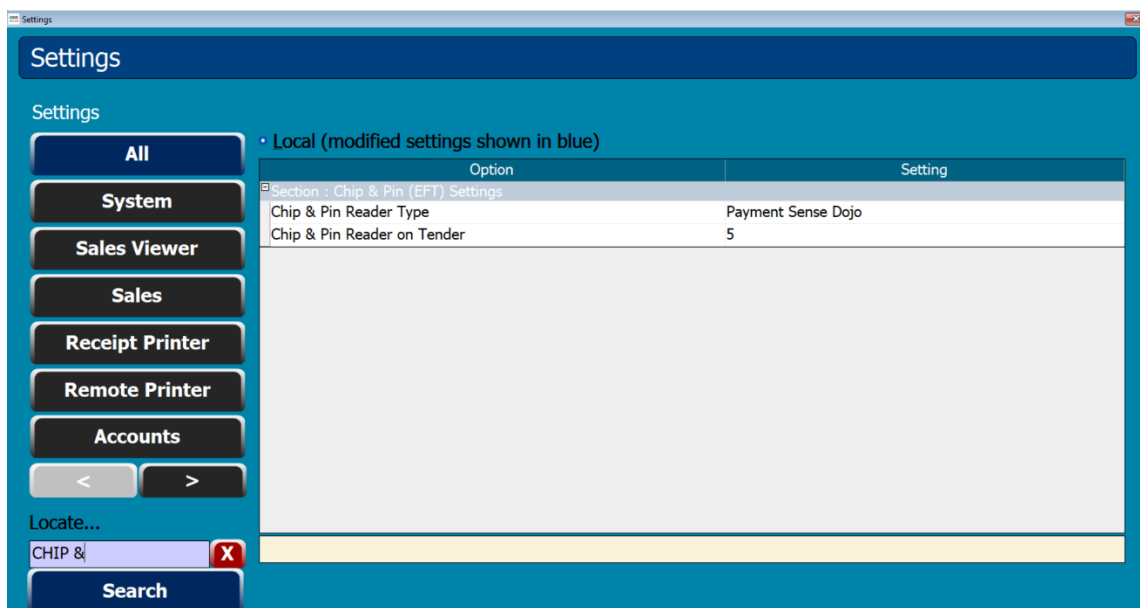 Settings
Settings
Settings
All
System
Sales Viewer
Sales
Receipt Printer
Remote Printer
Accounts
< >
Locate...
CHIP &
X
Search
Local (modified settings shown in blue)
Option Setting
Section : Chip & Pin (EFT) Settings
Chip & Pin Reader Type Payment Sense Dojo
Chip & Pin Reader on Tender 5